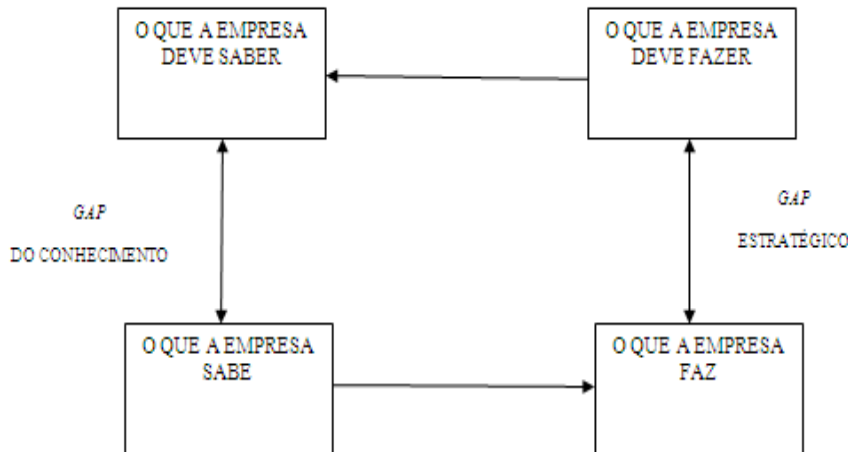 O QUE A EMPRESA
DEVE SABER
O QUE A EMPRESA
DEVE FAZER
GAP
DO CONHECIMENTO
GAP
ESTRATÉGICO
O QUE A EMPRESA
SABE
O QUE A EMPRESA
FAZ